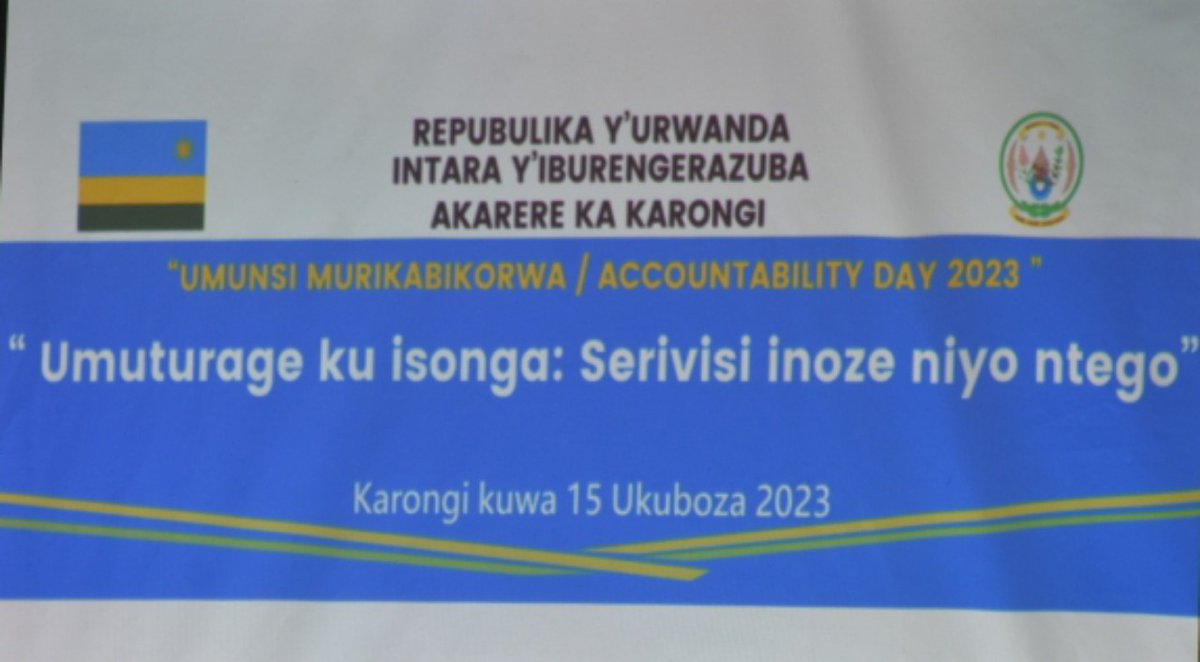 REPUBULIKA Y'URWANDA
INTARA Y'IBURENGERAZUBA
AKARERE KA KARONGI
"UMUNSI MURIKABIKORWA / ACCOUNTABILITY DAY 2023 "
" Umuturage ku isonga: Serivisi inoze niyo ntego"
Karongi kuwa 15 Ukuboza 2023